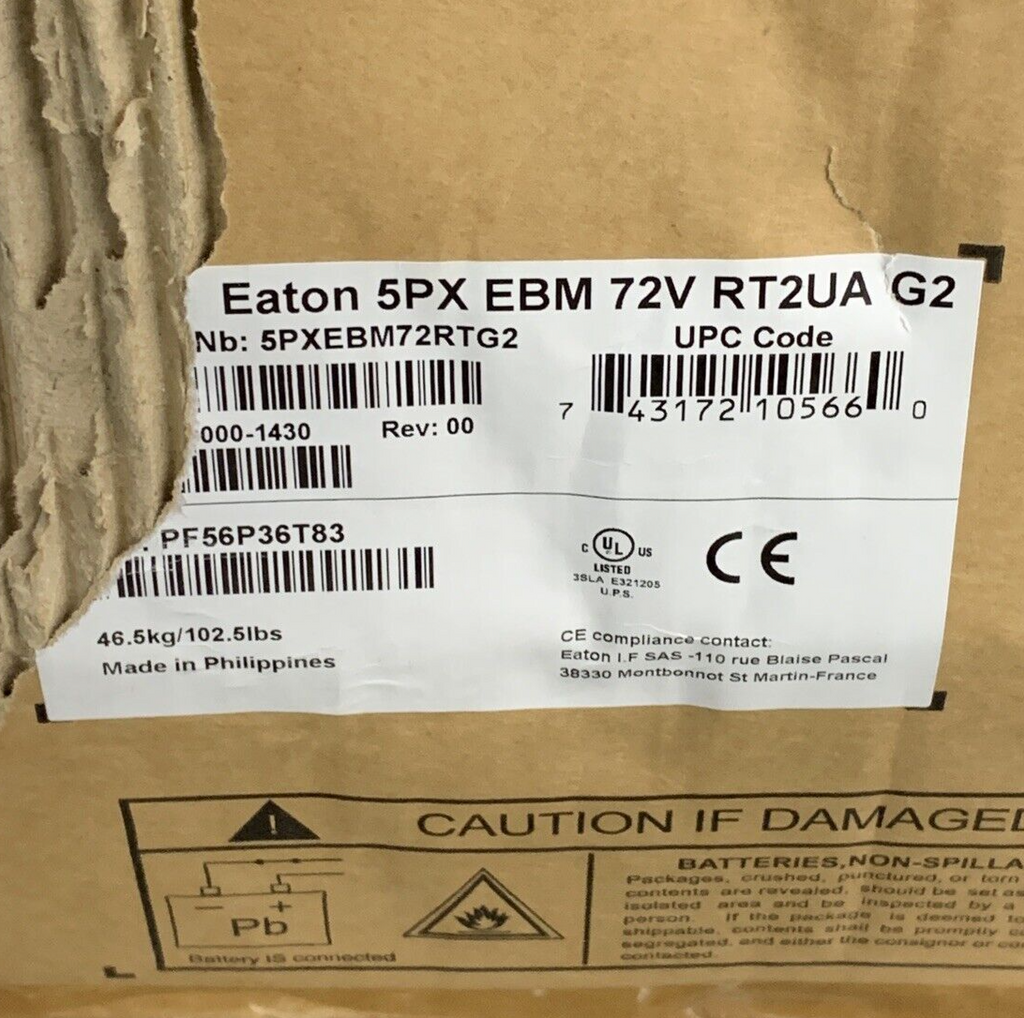 Eaton 5PX EBM 72V RT2UA G2
Nb: 5PXEBM72RTG2
UPC Code
7 43172 10566 0
000-1430 Rev: 00
PF56P36T83
C UL US
LISTED
3SLA E321205
U.P.S.
CE
46.5kg/102.5lbs
Made in Philippines
CE compliance contact:
Eaton I.F SAS -110 rue Blaise Pascal
38330 Montbonnot St Martin-France
! CAUTION IF DAMAGED
BATTERIES,NON-SPILLA
Packages, crushed, punctured, or torn
contents are revealed, should be set as
isolated area and be inspected by a
person. If the package is deemed to
shippable, contents shall be promptly co
segregated, and either the consignor or con
contacted.
- +
Pb
Battery IS connected